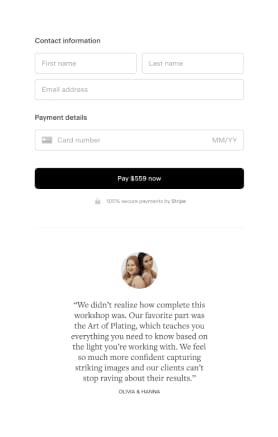 Contact information
First name
Last name
Email address
Payment details
Card number
MM/YY
Pay $559 now
100% secure payments by Stripe
“We didn't realize how complete this
workshop was. Our favorite part was
the Art of Plating, which teaches you
everything you need to know based on
the light you're working with. We feel
so much more confident capturing
striking images and our clients can't
stop raving about their results.”
OLIVIA & HANNA